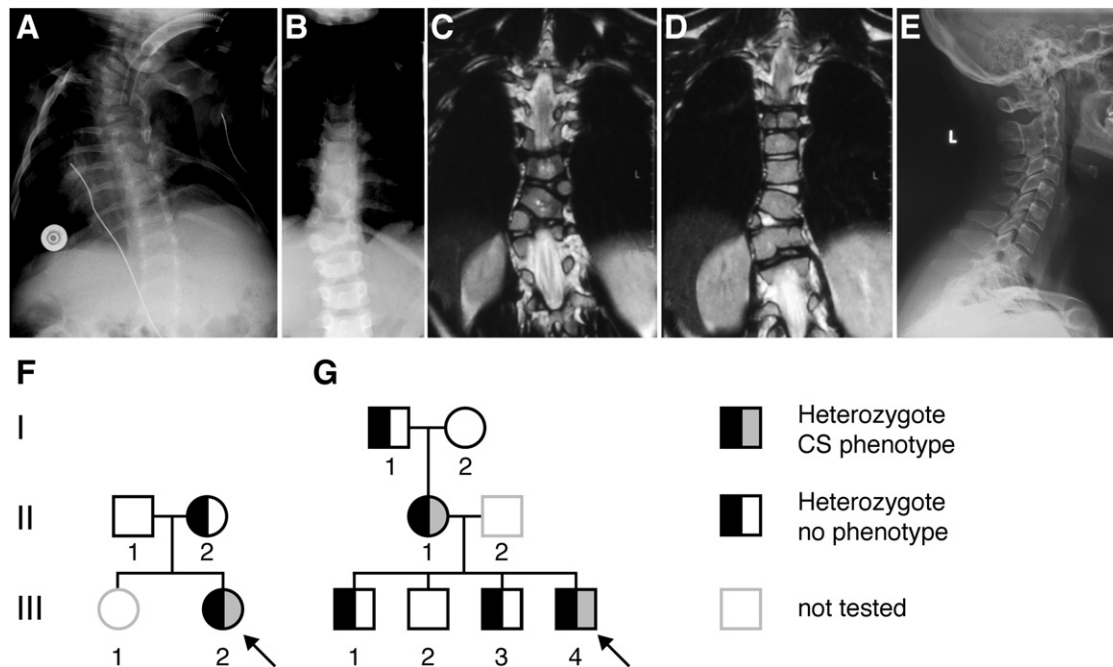 A B C D E
L
L
L
F G
I
1 2
Heterozygote
CS phenotype
II
1 2
1 2
Heterozygote
no phenotype
III
1 2
1 2 3 4
not tested